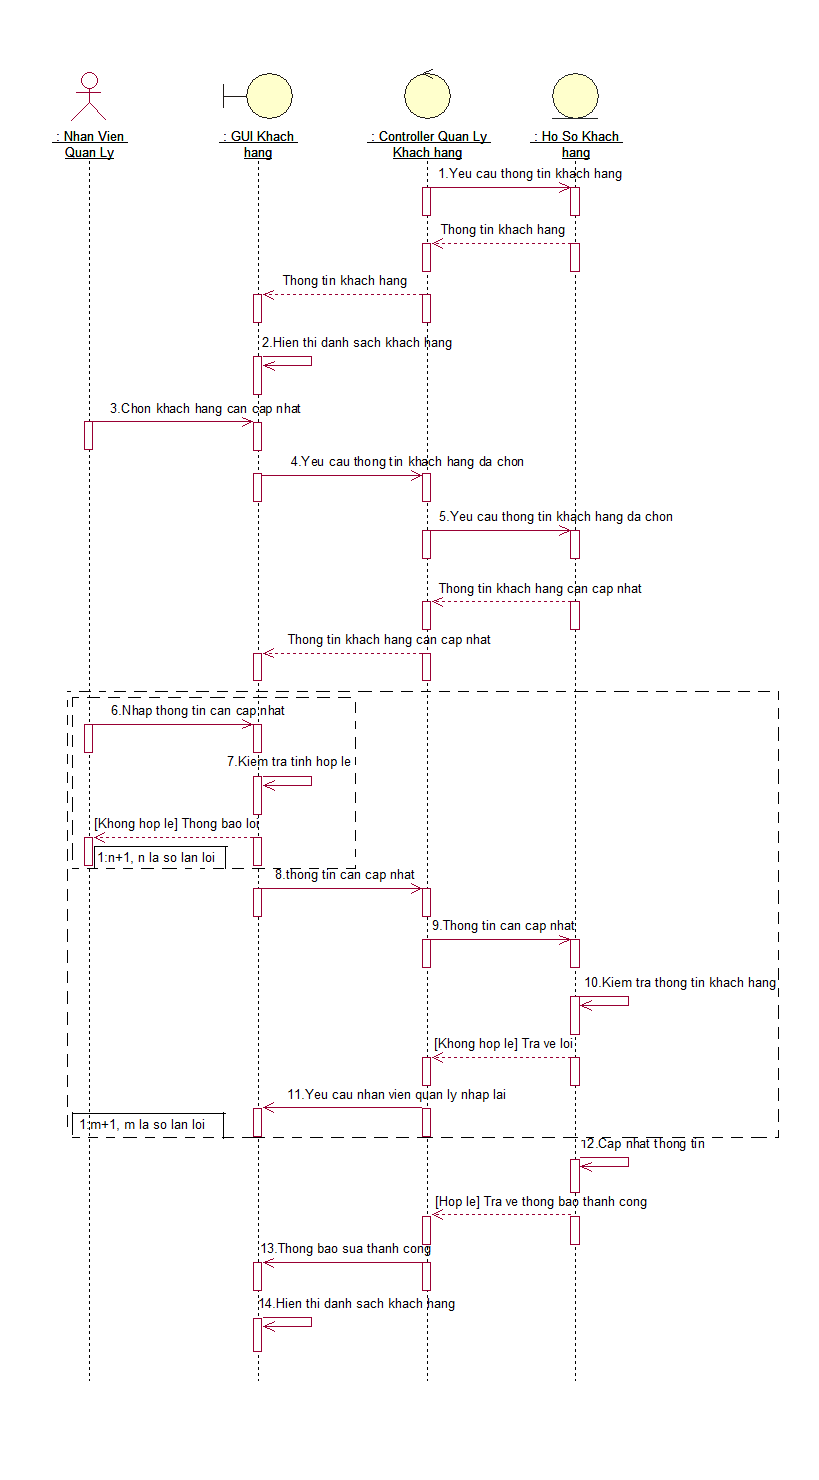 : Nhan Vien
Quan Ly
: GUI Khach
hang
: Controller Quan Ly
Khach hang
: Ho So Khach
hang
1.Yeu cau thong tin khach hang
Thong tin khach hang
Thong tin khach hang
2.Hien thi danh sach khach hang
3.Chon khach hang can cap nhat
4.Yeu cau thong tin khach hang da chon
5.Yeu cau thong tin khach hang da chon
Thong tin khach hang can cap nhat
Thong tin khach hang can cap nhat
6.Nhap thong tin can cap nhat
7.Kiem tra tinh hop le
[Khong hop le] Thong bao loi
1:n+1, n la so lan loi
8.thong tin can cap nhat
9.Thong tin can cap nhat
10.Kiem tra thong tin khach hang
[Khong hop le] Tra ve loi
11.Yeu cau nhan vien quan ly nhap lai
1:m+1, m la so lan loi
12.Cap nhat thong tin
[Hop le] Tra ve thong bao thanh cong
13.Thong bao sua thanh cong
14.Hien thi danh sach khach hang